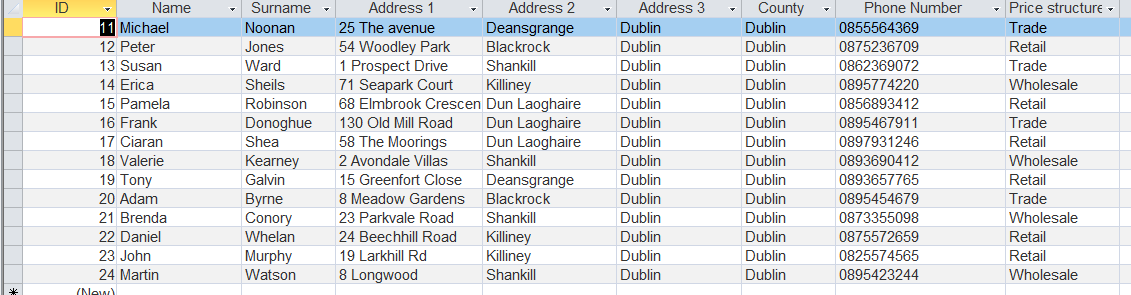 ID Name Surname Address 1 Address 2 Address 3 County Phone Number Price structure
11 Michael Noonan 25 The avenue Deansgrange Dublin Dublin 0855564369 Trade
12 Peter Jones 54 Woodley Park Blackrock Dublin Dublin 0875236709 Retail
13 Susan Ward 1 Prospect Drive Shankill Dublin Dublin 0862369072 Trade
14 Erica Sheils 71 Seapark Court Killiney Dublin Dublin 0895774220 Wholesale
15 Pamela Robinson 68 Elmbrook Crescen Dun Laoghaire Dublin Dublin 0856893412 Retail
16 Frank Donoghue 130 Old Mill Road Dun Laoghaire Dublin Dublin 0895467911 Trade
17 Ciaran Shea 58 The Moorings Dun Laoghaire Dublin Dublin 0897931246 Retail
18 Valerie Kearney 2 Avondale Villas Shankill Dublin Dublin 0893690412 Wholesale
19 Tony Galvin 15 Greenfort Close Deansgrange Dublin Dublin 0893657765 Retail
20 Adam Byrne 8 Meadow Gardens Blackrock Dublin Dublin 0895454679 Trade
21 Brenda Conory 23 Parkvale Road Shankill Dublin Dublin 0873355098 Wholesale
22 Daniel Whelan 24 Beechhill Road Killiney Dublin Dublin 0875572659 Retail
23 John Murphy 19 Larkhill Rd Killiney Dublin Dublin 0825574565 Retail
24 Martin Watson 8 Longwood Shankill Dublin Dublin 0895423244 Wholesale
(New)